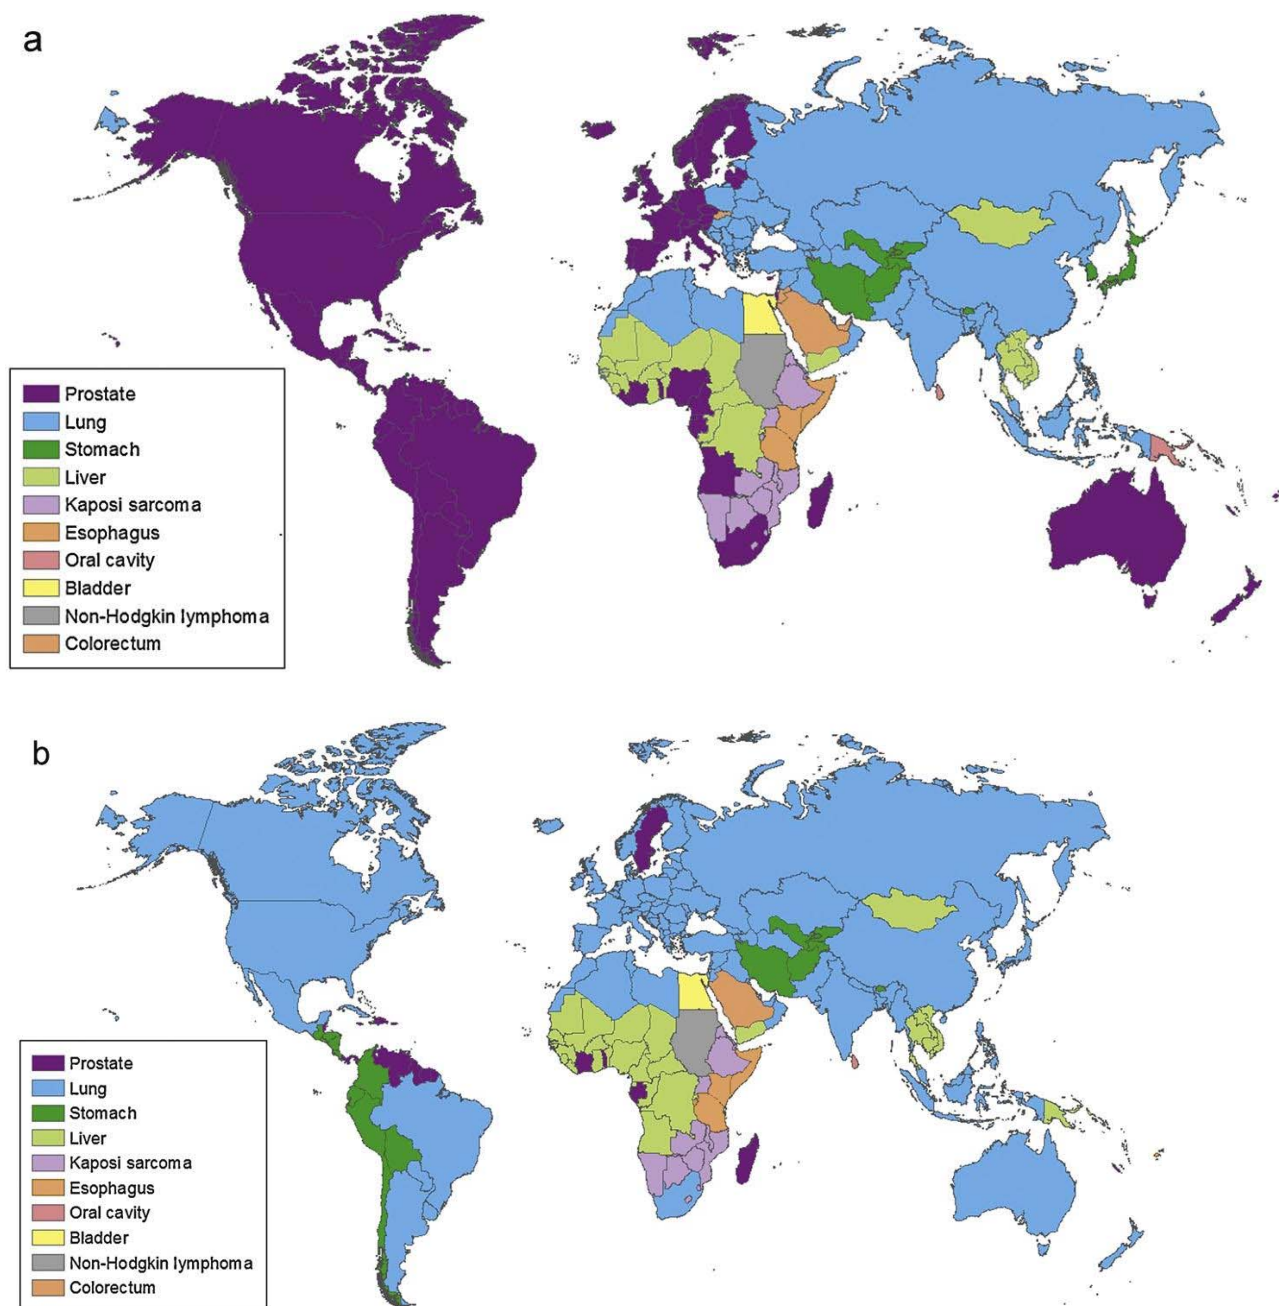 a
Prostate
Lung
Stomach
Liver
Kaposi sarcoma
Esophagus
Oral cavity
Bladder
Non-Hodgkin lymphoma
Colorectum
b
Prostate
Lung
Stomach
Liver
Kaposi sarcoma
Esophagus
Oral cavity
Bladder
Non-Hodgkin lymphoma
Colorectum